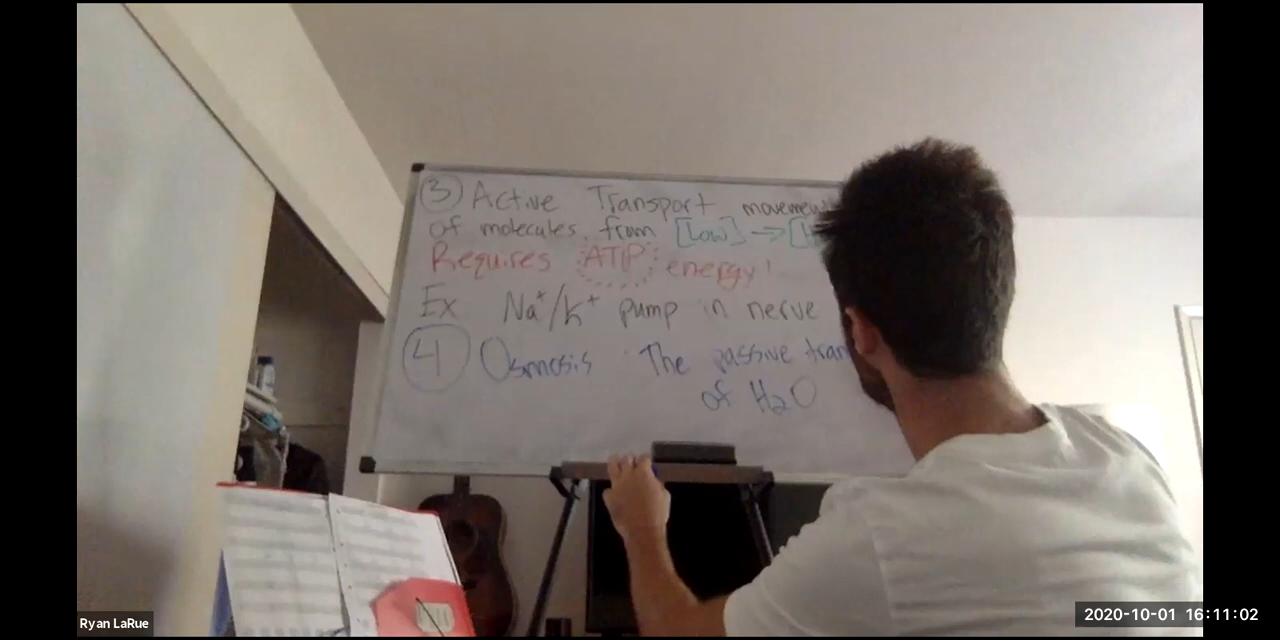 3 Active Transport movement
of molecules from [Low] → [H
Requires ATP energy!
Ex Na+/K+ pump in nerve
4 Osmosis The passive tran
of H2O
Ryan LaRue
2020-10-01 16:11:02